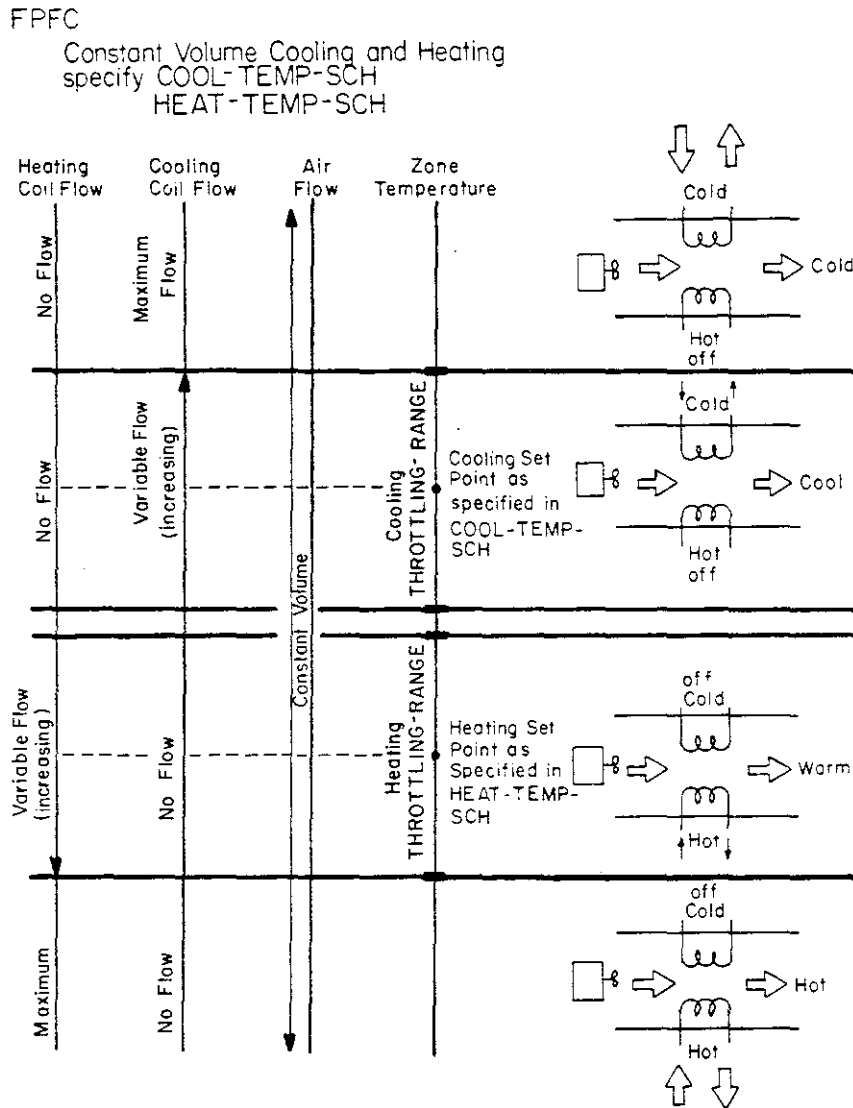 FPFC
Constant Volume Cooling and Heating
specify COOL-TEMP-SCH
HEAT-TEMP-SCH
Heating
Coil Flow
Cooling
Coil Flow
Air
Flow
Zone
Temperature
No Flow
Maximum
Flow
Cold
Cold
Hot
off
No Flow
Variable Flow
(increasing)
Cooling
THROTTLING-RANGE
Cooling Set
Point as
specified in
COOL-TEMP-
SCH
Cold
Cool
Hot
off
Constant Volume
Variable Flow
(increasing)
No Flow
Heating
THROTTLING-RANGE
Heating Set
Point as
Specified in
HEAT-TEMP-
SCH
off
Cold
Warm
Hot
Maximum
No Flow
off
Cold
Hot
Hot